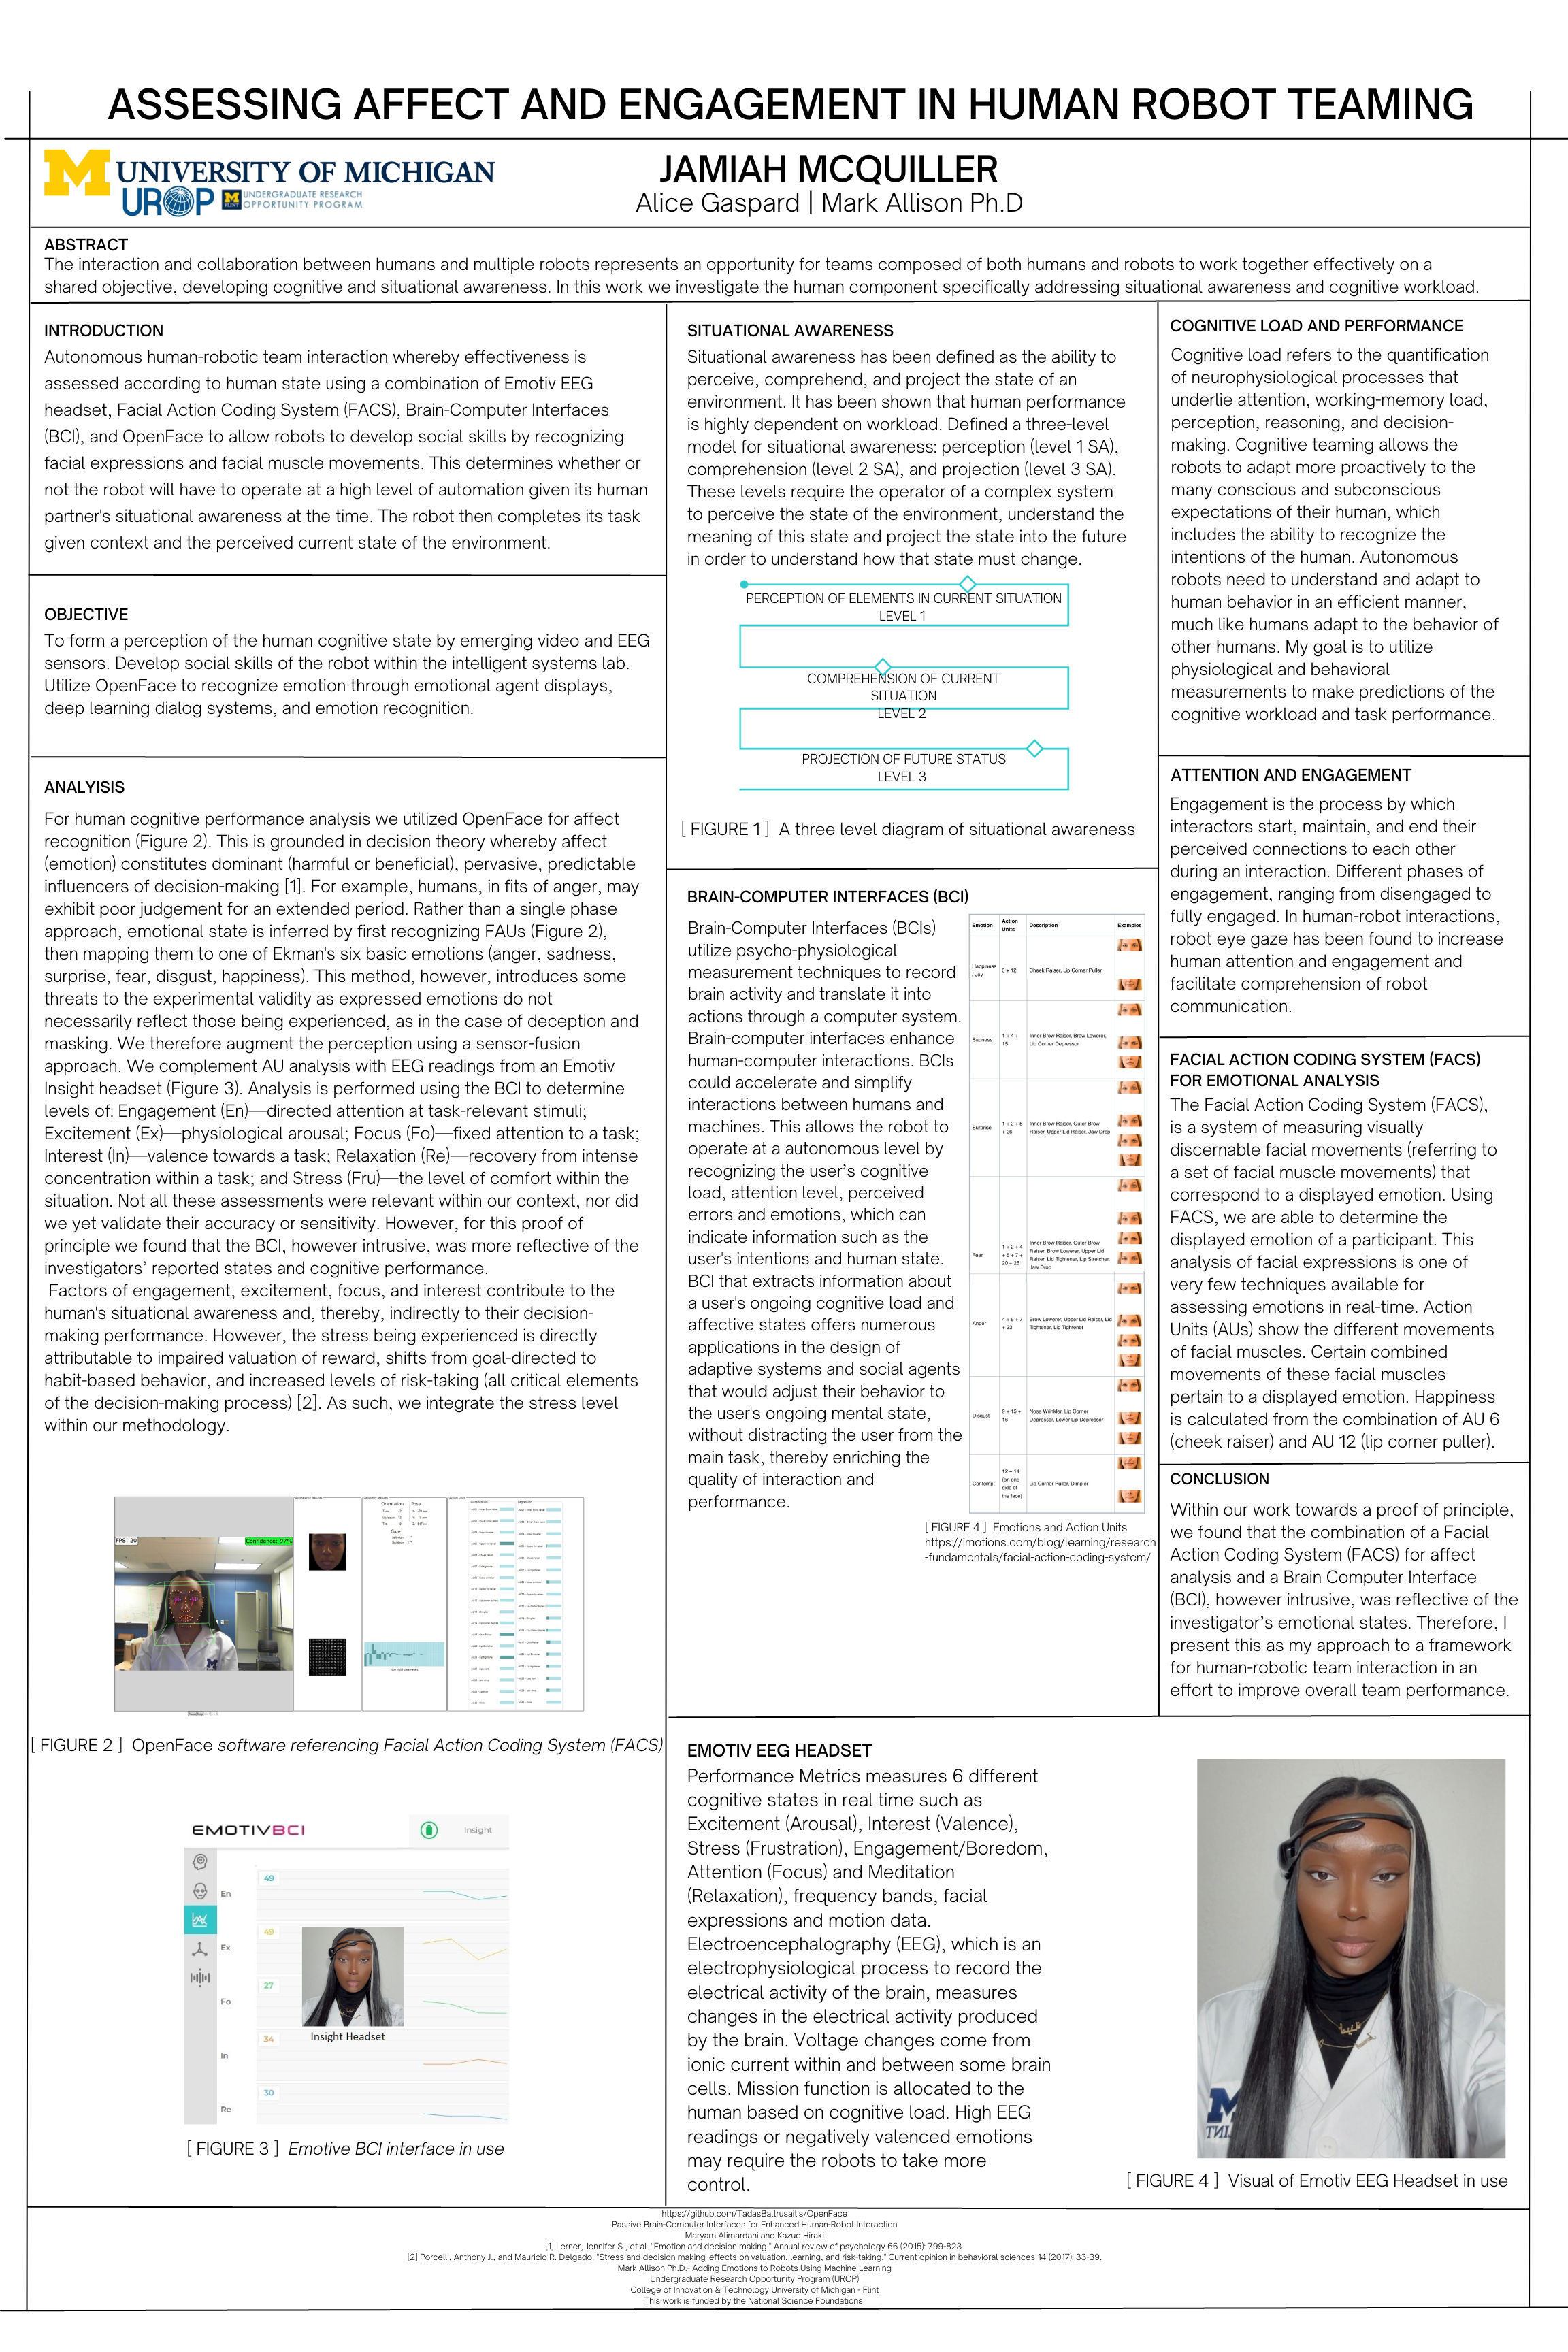 ASSESSING AFFECT AND ENGAGEMENT IN HUMAN ROBOT TEAMING
UNIVERSITY OF MICHIGAN
UROP
FLINT
UNDERGRADUATE RESEARCH
OPPORTUNITY PROGRAM
JAMIAH MCQUILLER
Alice Gaspard | Mark Allison Ph.D
ABSTRACT
The interaction and collaboration between humans and multiple robots represents an opportunity for teams composed of both humans and robots to work together effectively on a
shared objective, developing cognitive and situational awareness. In this work we investigate the human component specifically addressing situational awareness and cognitive workload.
INTRODUCTION
Autonomous human-robotic team interaction whereby effectiveness is
assessed according to human state using a combination of Emotiv EEG
headset, Facial Action Coding System (FACS), Brain-Computer Interfaces
(BCI), and OpenFace to allow robots to develop social skills by recognizing
facial expressions and facial muscle movements. This determines whether or
not the robot will have to operate at a high level of automation given its human
partner's situational awareness at the time. The robot then completes its task
given context and the perceived current state of the environment.
OBJECTIVE
To form a perception of the human cognitive state by emerging video and EEG
sensors. Develop social skills of the robot within the intelligent systems lab.
Utilize OpenFace to recognize emotion through emotional agent displays,
deep learning dialog systems, and emotion recognition.
ANALYISIS
For human cognitive performance analysis we utilized OpenFace for affect
recognition (Figure 2). This is grounded in decision theory whereby affect
(emotion) constitutes dominant (harmful or beneficial), pervasive, predictable
influencers of decision-making [1]. For example, humans, in fits of anger, may
exhibit poor judgement for an extended period. Rather than a single phase
approach, emotional state is inferred by first recognizing FAUs (Figure 2),
then mapping them to one of Ekman's six basic emotions (anger, sadness,
surprise, fear, disgust, happines). This method, however, introduces some
threats to the experimental validity as expressed emotions do not
necessarily reflect those being experienced, as in the case of deception and
masking. We therefore augment the perception using a sensor-fusion
approach. We complement AU analysis with EEG readings from an Emotiv
Insight headset (Figure 3). Analysis is performed using the BCI to determine
levels of: Engagement (En)—directed attention at task-relevant stimuli;
Excitement (Ex)—physiological arousal; Focus (Fo)—fixed attention to a task;
Interest (In)—valence towards a task; Relaxation (Re)—recovery from intense
concentration within a task; and Stress (Fru)—the level of comfort within the
situation. Not all these assessments were relevant within our context, nor did
we yet validate their accuracy or sensitivity. However, for this proof of
principle we found that the BCI, however intrusive, was more reflective of the
investigators' reported states and cognitive performance.
Factors of engagement, excitement, focus, and interest contribute to the
human's situational awareness and, thereby, indirectly to their decision-
making performance. However, the stress being experienced is directly
attributable to impaired valuation of reward, shifts from goal-directed to
habit-based behavior, and increased levels of risk-taking (all critical elements
of the decision-making process) [2]. As such, we integrate the stress level
within our methodology.
FPS: 20
Confidence: 97%
Orientation
Pose
Gaze
[ FIGURE 2 ] OpenFace software referencing Facial Action Coding System (FACS)
EMOTIVBCI
Insight
49
En
49
Ex
27
Fo
34
In
30
Re
Insight Headset
[ FIGURE 3 ] Emotive BCI interface in use
SITUATIONAL AWARENESS
Situational awareness has been defined as the ability to
perceive, comprehend, and project the state of an
environment. It has been shown that human performance
is highly dependent on workload. Defined a three-level
model for situational awareness: perception (level 1 SA),
comprehension (level 2 SA), and projection (level 3 SA).
These levels require the operator of a complex system
to perceive the state of the environment, understand the
meaning of this state and project the state into the future
in order to understand how that state must change.
PERCEPTION OF ELEMENTS IN CURRENT SITUATION
LEVEL 1
COMPREHENSION OF CURRENT
SITUATION
LEVEL 2
PROJECTION OF FUTURE STATUS
LEVEL 3
[ FIGURE 1 ] A three level diagram of situational awareness
BRAIN-COMPUTER INTERFACES (BCI)
Brain-Computer Interfaces (BCIs)
utilize psycho-physiological
measurement techniques to record
brain activity and translate it into
actions through a computer system.
Brain-computer interfaces enhance
human-computer interactions. BCIs
could accelerate and simplify
interactions between humans and
machines. This allows the robot to
operate at a autonomous level by
recognizing the user's cognitive
load, attention level, perceived
errors and emotions, which can
indicate information such as the
user's intentions and human state.
BCI that extracts information about
a user's ongoing cognitive load and
affective states offers numerous
applications in the design of
adaptive systems and social agents
that would adjust their behavior to
the user's ongoing mental state,
without distracting the user from the
main task, thereby enriching the
quality of interaction and
performance.
Emotion Action Units Description Examples
Happiness / Joy 6 + 12 Cheek Raiser, Lip Corner Puller
Sadness 1 + 4 + 15 Inner Brow Raiser, Brow Lowerer, Lip Corner Depressor
Surprise 1 + 2 + 5 + 26 Inner Brow Raiser, Outer Brow Raiser, Upper Lid Raiser, Jaw Drop
Fear 1 + 2 + 4 + 5 + 7 + 20 + 26 Inner Brow Raiser, Outer Brow Raiser, Brow Lowerer, Upper Lid Raiser, Lid Tightener, Lip Stretcher, Jaw Drop
Anger 4 + 5 + 7 + 23 Brow Lowerer, Upper Lid Raiser, Lid Tightener, Lip Tightener
Disgust 9 + 15 + 16 Nose Wrinkler, Lip Corner Depressor, Lower Lip Depressor
Contempt 12 + 14 (on one side of the face) Lip Corner Puller, Dimpler
[ FIGURE 4 ] Emotions and Action Units
https://imotions.com/blog/learning/research
-fundamentals/facial-action-coding-system/
COGNITIVE LOAD AND PERFORMANCE
Cognitive load refers to the quantification
of neurophysiological processes that
underlie attention, working-memory load,
perception, reasoning, and decision-
making. Cognitive teaming allows the
robots to adapt more proactively to the
many conscious and subconscious
expectations of their human, which
includes the ability to recognize the
intentions of the human. Autonomous
robots need to understand and adapt to
human behavior in an efficient manner,
much like humans adapt to the behavior of
other humans. My goal is to utilize
physiological and behavioral
measurements to make predictions of the
cognitive workload and task performance.
ATTENTION AND ENGAGEMENT
Engagement is the process by which
interactors start, maintain, and end their
perceived connections to each other
during an interaction. Different phases of
engagement, ranging from disengaged to
fully engaged. In human-robot interactions,
robot eye gaze has been found to increase
human attention and engagement and
facilitate comprehension of robot
communication.
FACIAL ACTION CODING SYSTEM (FACS)
FOR EMOTIONAL ANALYSIS
The Facial Action Coding System (FACS),
is a system of measuring visually
discernable facial movements (referring to
a set of facial muscle movements) that
correspond to a displayed emotion. Using
FACS, we are able to determine the
displayed emotion of a participant. This
analysis of facial expressions is one of
very few techniques available for
assessing emotions in real-time. Action
Units (AUs) show the different movements
of facial muscles. Certain combined
movements of these facial muscles
pertain to a displayed emotion. Happiness
is calculated from the combination of AU 6
(cheek raiser) and AU 12 (lip corner puller).
CONCLUSION
Within our work towards a proof of principle,
we found that the combination of a Facial
Action Coding System (FACS) for affect
analysis and a Brain Computer Interface
(BCI), however intrusive, was reflective of the
investigator's emotional states. Therefore, I
present this as my approach to a framework
for human-robotic team interaction in an
effort to improve overall team performance.
EMOTIV EEG HEADSET
Performance Metrics measures 6 different
cognitive states in real time such as
Excitement (Arousal), Interest (Valence),
Stress (Frustration), Engagement/Boredom,
Attention (Focus) and Meditation
(Relaxation), frequency bands, facial
expressions and motion data.
Electroencephalography (EEG), which is an
electrophysiological process to record the
electrical activity of the brain, measures
changes in the electrical activity produced
by the brain. Voltage changes come from
ionic current within and between some brain
cells. Mission function is allocated to the
human based on cognitive load. High EEG
readings or negatively valenced emotions
may require the robots to take more
control.
[ FIGURE 4 ] Visual of Emotiv EEG Headset in use
https://github.com/TadasBaltrusaitis/OpenFace
Passive Brain-Computer Interfaces for Enhanced Human-Robot Interaction
Maryam Alimardani and Kazuo Hiraki
[1] Lerner, Jennifer S., et al. "Emotion and decision making." Annual review of psychology 66 (2015): 799-823.
[2] Porcelli, Anthony J., and Mauricio R. Delgado. "Stress and decision making: effects on valuation, learning, and risk-taking." Current opinion in behavioral sciences 14 (2017): 33-39.
Mark Allison Ph.D.- Adding Emotions to Robots Using Machine Learning
Undergraduate Research Opportunity Program (UROP)
College of Innovation & Technology University of Michigan - Flint
This work is funded by the National Science Foundations